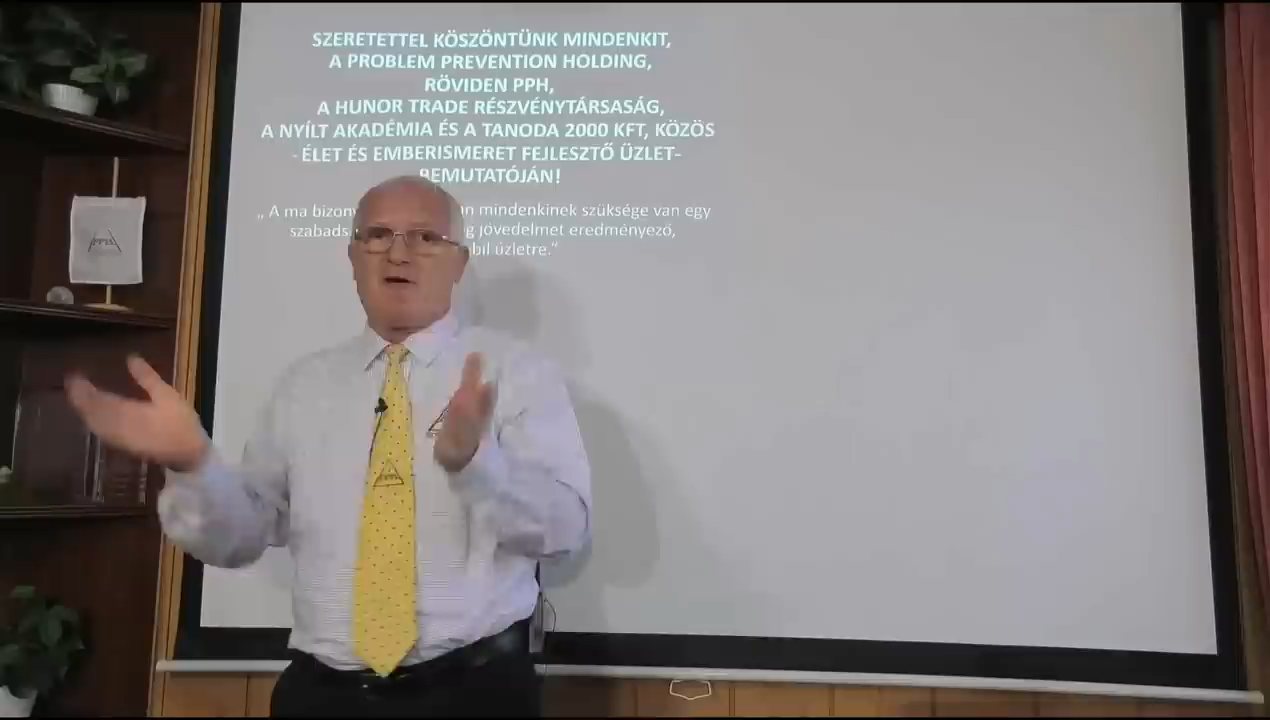 SZERETETTEL KÖSZÖNTÜNK MINDENKIT,
A PROBLEM PREVENTION HOLDING,
RÖVIDEN PPH,
A HUNOR TRADE RÉSZVÉNYTÁRSASÁG,
A NYÍLT AKADÉMIA ÉS A TANODA 2000 KFT, KÖZÖS
- ÉLET ÉS EMBERISMERET FEJLESZTŐ ÜZLET-
BEMUTATÓJÁN!
„ A ma mindenkinek szüksége van egy
jövedelmet eredményező,
üzletre.“